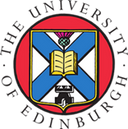 · THE UNIVERSITY ·
OF EDINBURGH